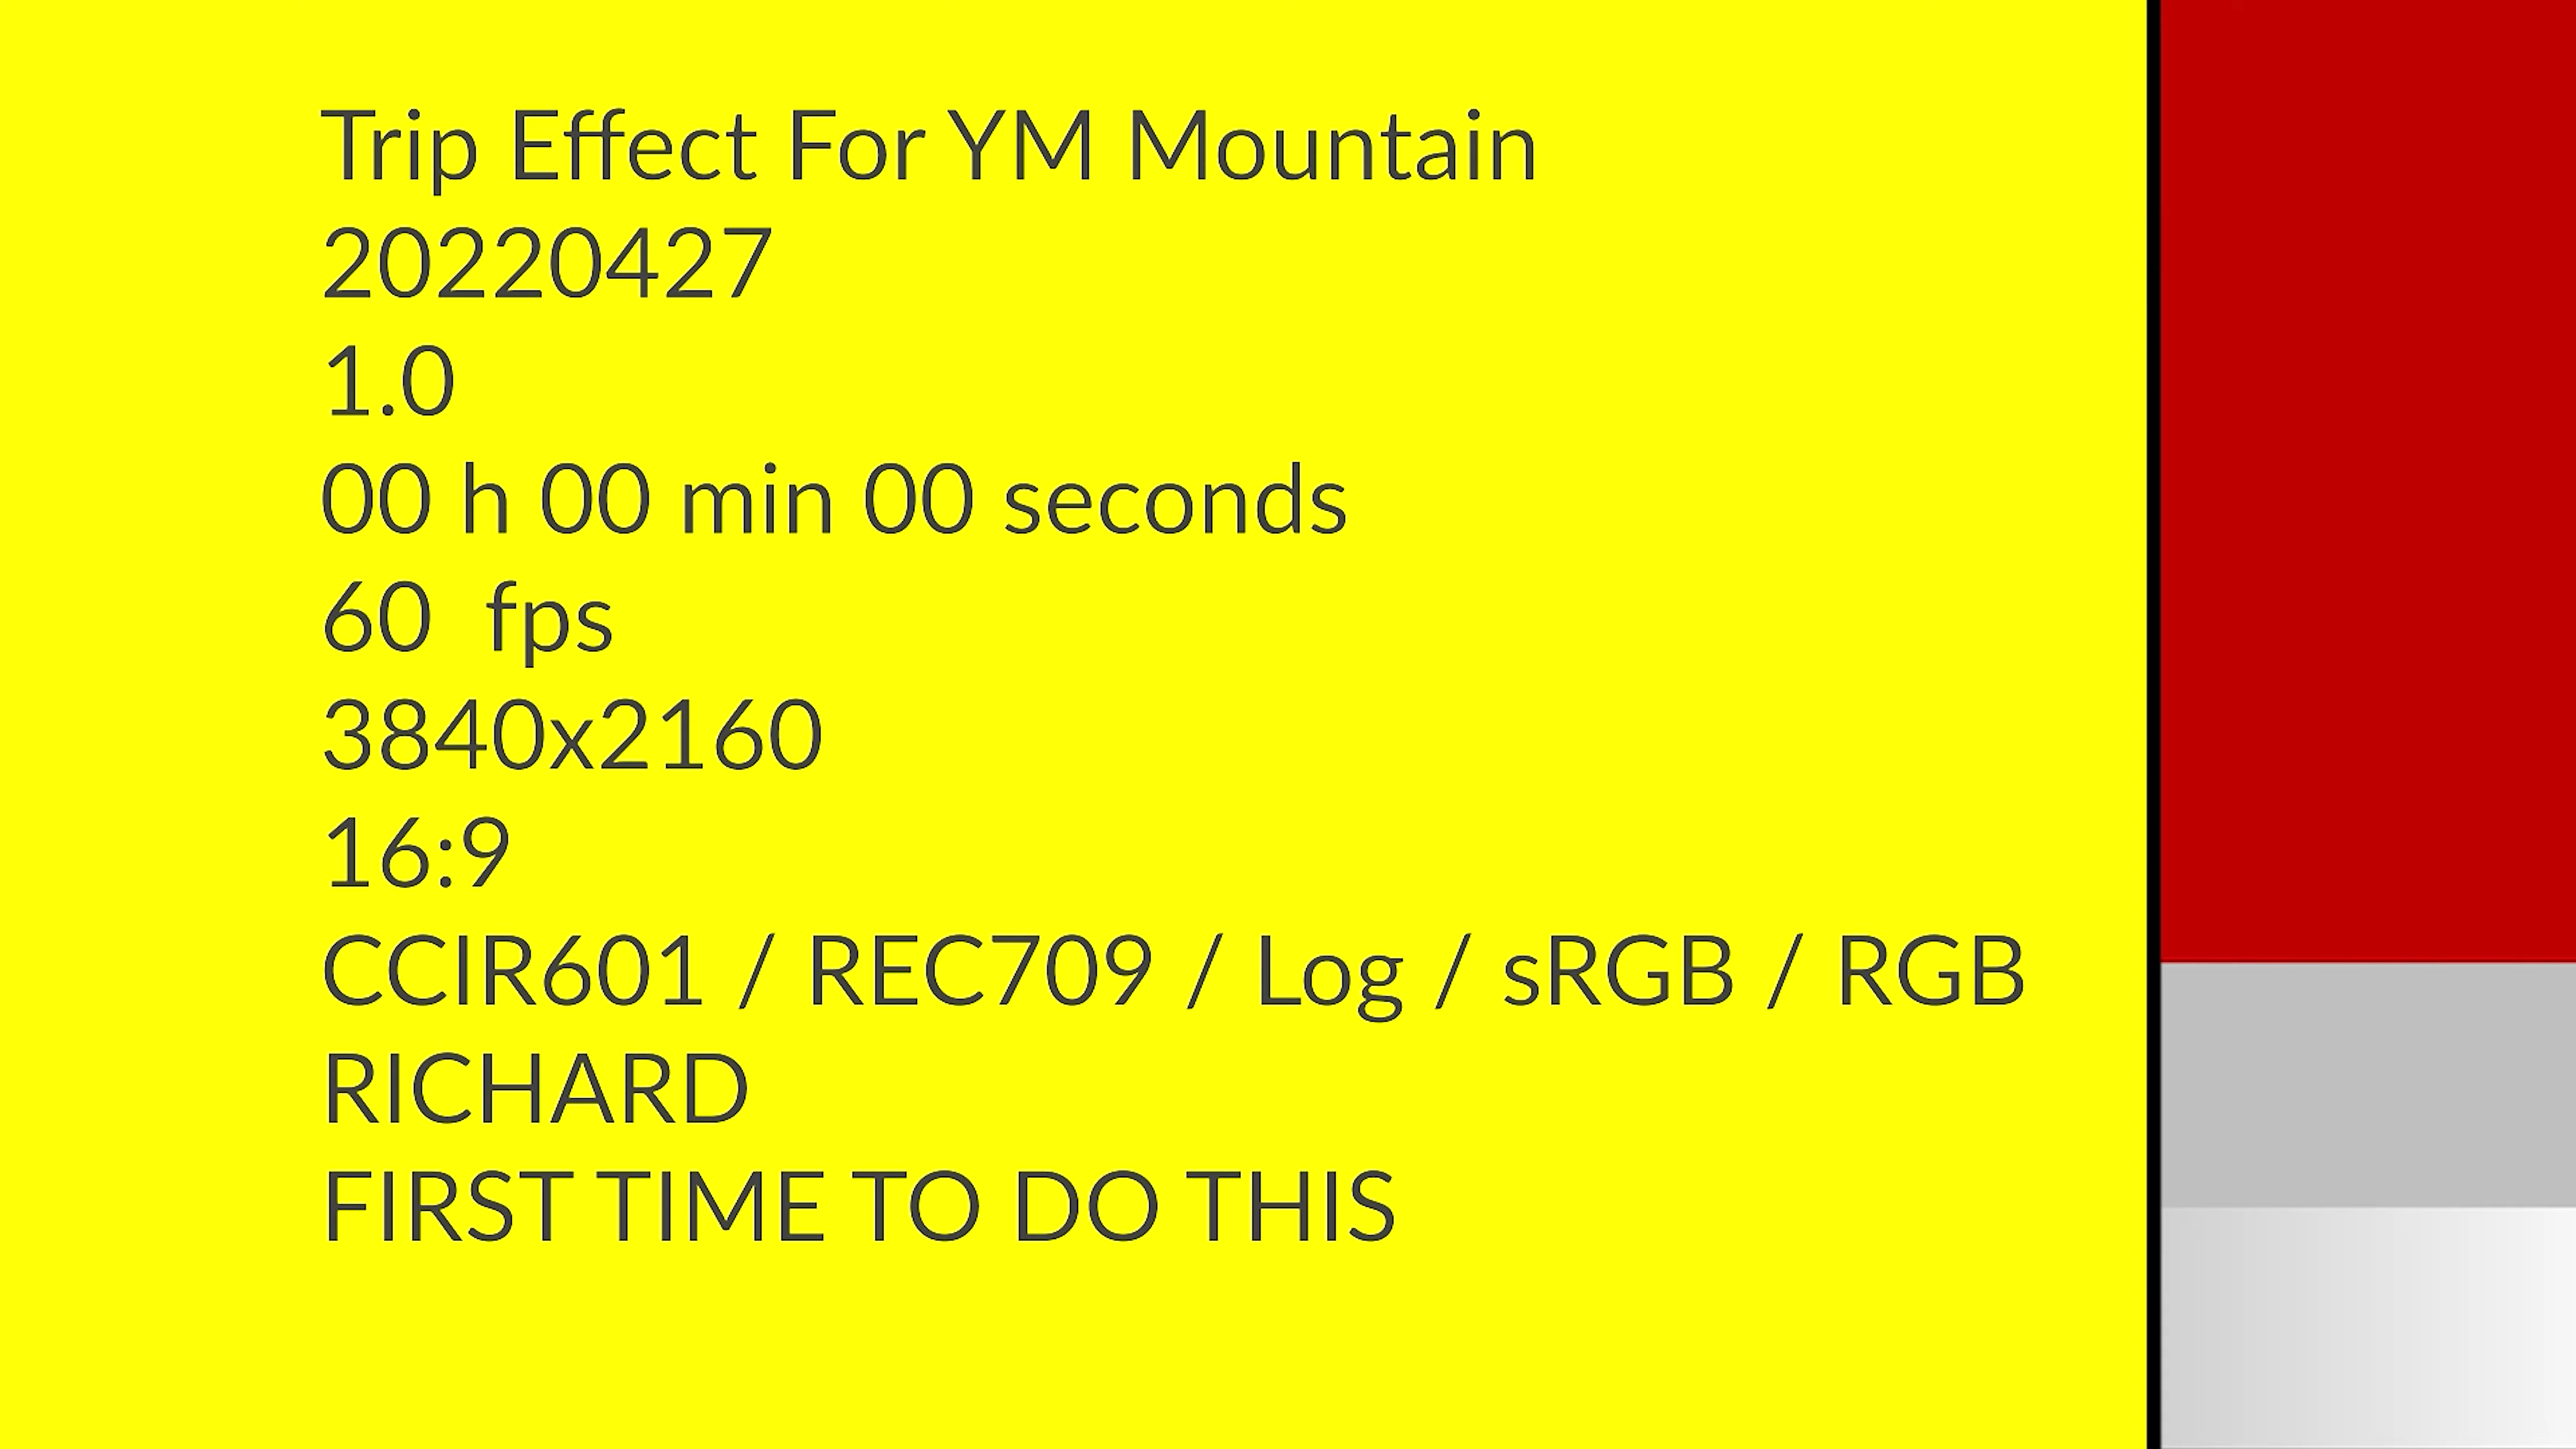 Trip Effect For YM Mountain
20220427
1.0
00 h 00 min 00 seconds
60  fps
3840x2160
16:9
CCIR601 / REC709 / Log / sRGB / RGB
RICHARD
FIRST TIME TO DO THIS